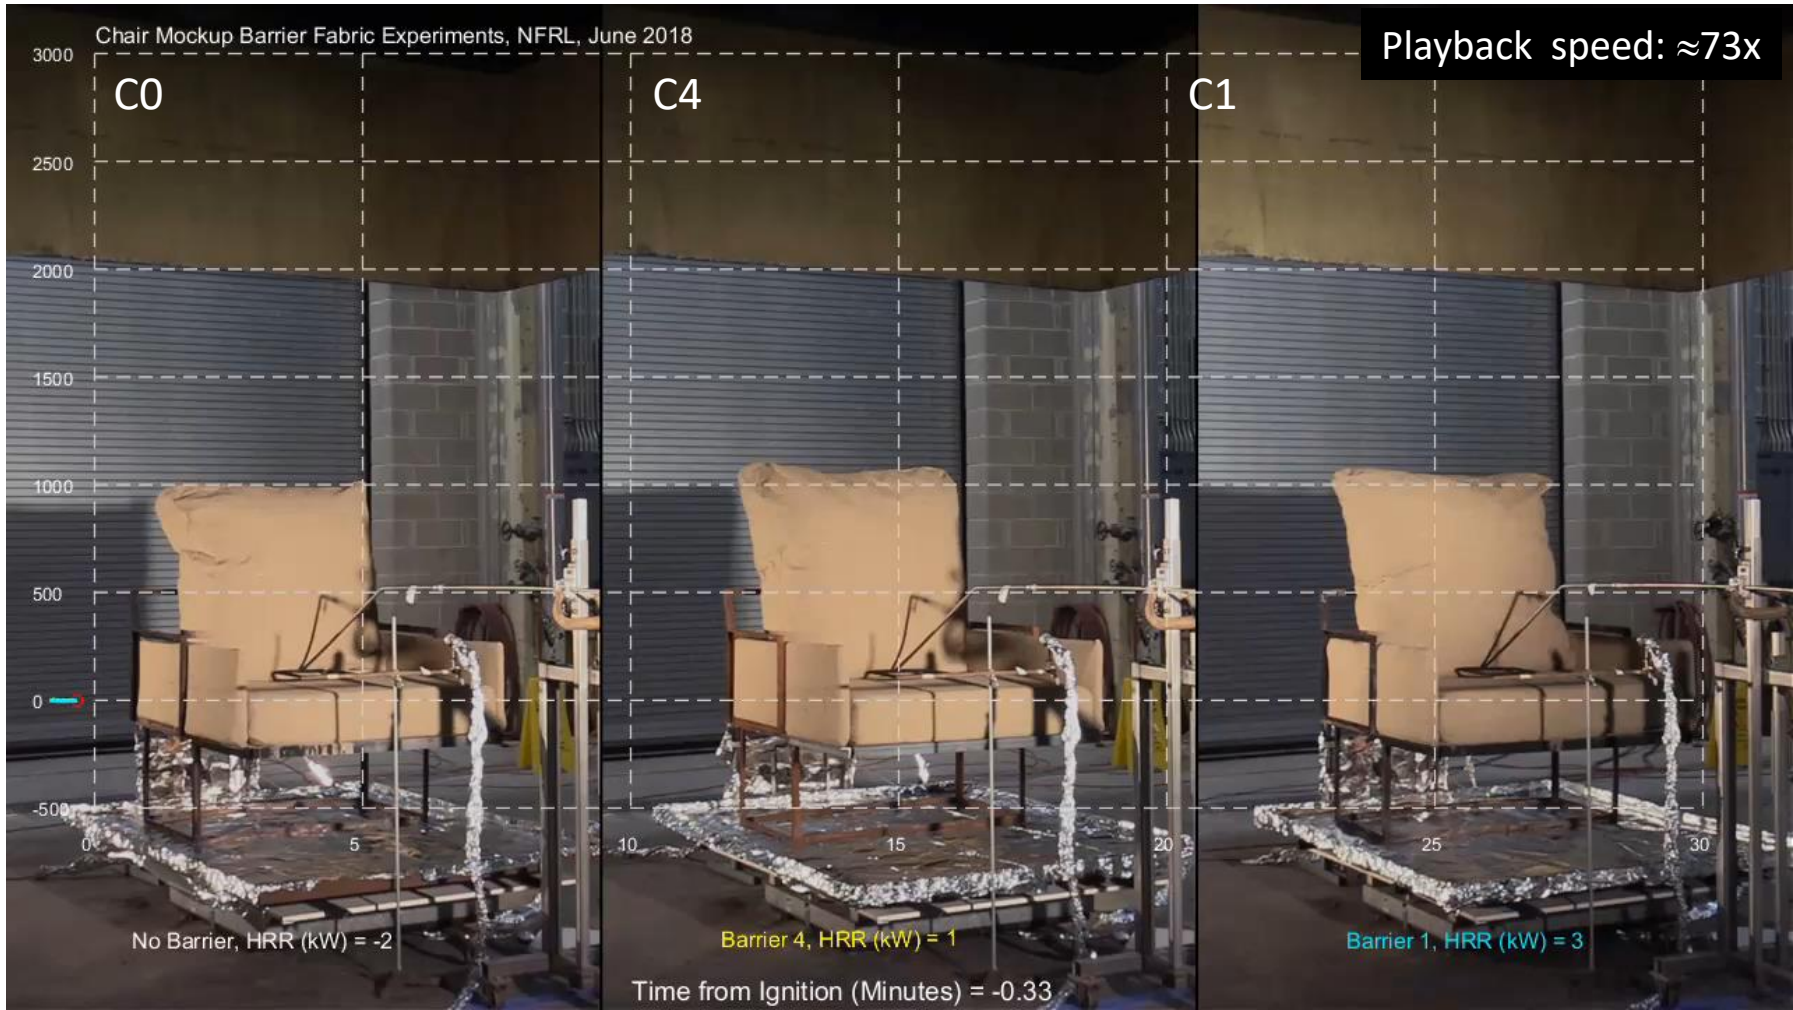 Chair Mockup Barrier Fabric Experiments, NFRL, June 2018
Playback speed: ≈73x
C0
C4
C1
3000
2500
2000
1500
1000
500
0
-500
0
5
10
15
20
25
30
No Barrier, HRR (kW) = -2
Barrier 4, HRR (kW) = 1
Barrier 1, HRR (kW) = 3
Time from Ignition (Minutes) = -0.33